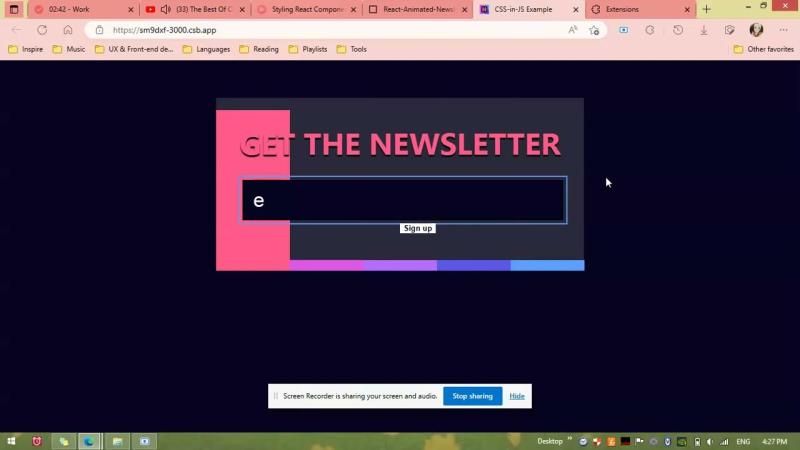 02:42 - Work
(33) The Best Of C
Styling React Compone
React-Animated-Newsl
CSS-in-JS Example
Extensions
https://sm9dxf-3000.csb.app
Inspire
Music
UX & Front-end de...
Languages
Reading
Playlists
Tools
Other favorites
GET THE NEWSLETTER
e
Sign up
Screen Recorder is sharing your screen and audio.
Stop sharing
Hide
Desktop
ENG
4:27 PM